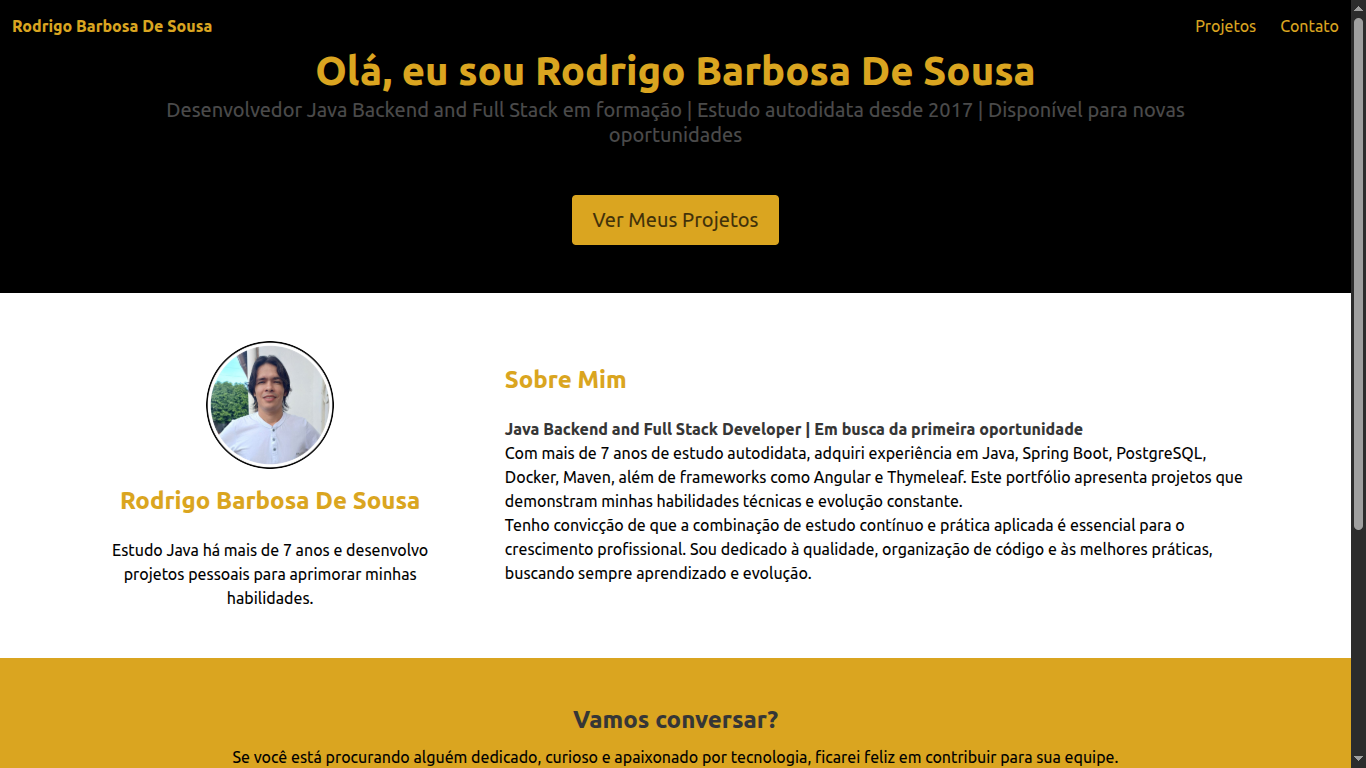 Rodrigo Barbosa De Sousa
Projetos
Contato
Olá, eu sou Rodrigo Barbosa De Sousa
Desenvolvedor Java Backend and Full Stack em formação | Estudo autodidata desde 2017 | Disponível para novas
oportunidades
Ver Meus Projetos
Rodrigo Barbosa De Sousa
Estudo Java há mais de 7 anos e desenvolvo
projetos pessoais para aprimorar minhas
habilidades.
Sobre Mim
Java Backend and Full Stack Developer | Em busca da primeira oportunidade
Com mais de 7 anos de estudo autodidata, adquiri experiência em Java, Spring Boot, PostgreSQL,
Docker, Maven, além de frameworks como Angular e Thymeleaf. Este portfólio apresenta projetos que
demonstram minhas habilidades técnicas e evolução constante.
Tenho convicção de que a combinação de estudo contínuo e prática aplicada é essencial para o
crescimento profissional. Sou dedicado à qualidade, organização de código e às melhores práticas,
buscando sempre aprendizado e evolução.
Vamos conversar?
Se você está procurando alguém dedicado, curioso e apaixonado por tecnologia, ficarei feliz em contribuir para sua equipe.